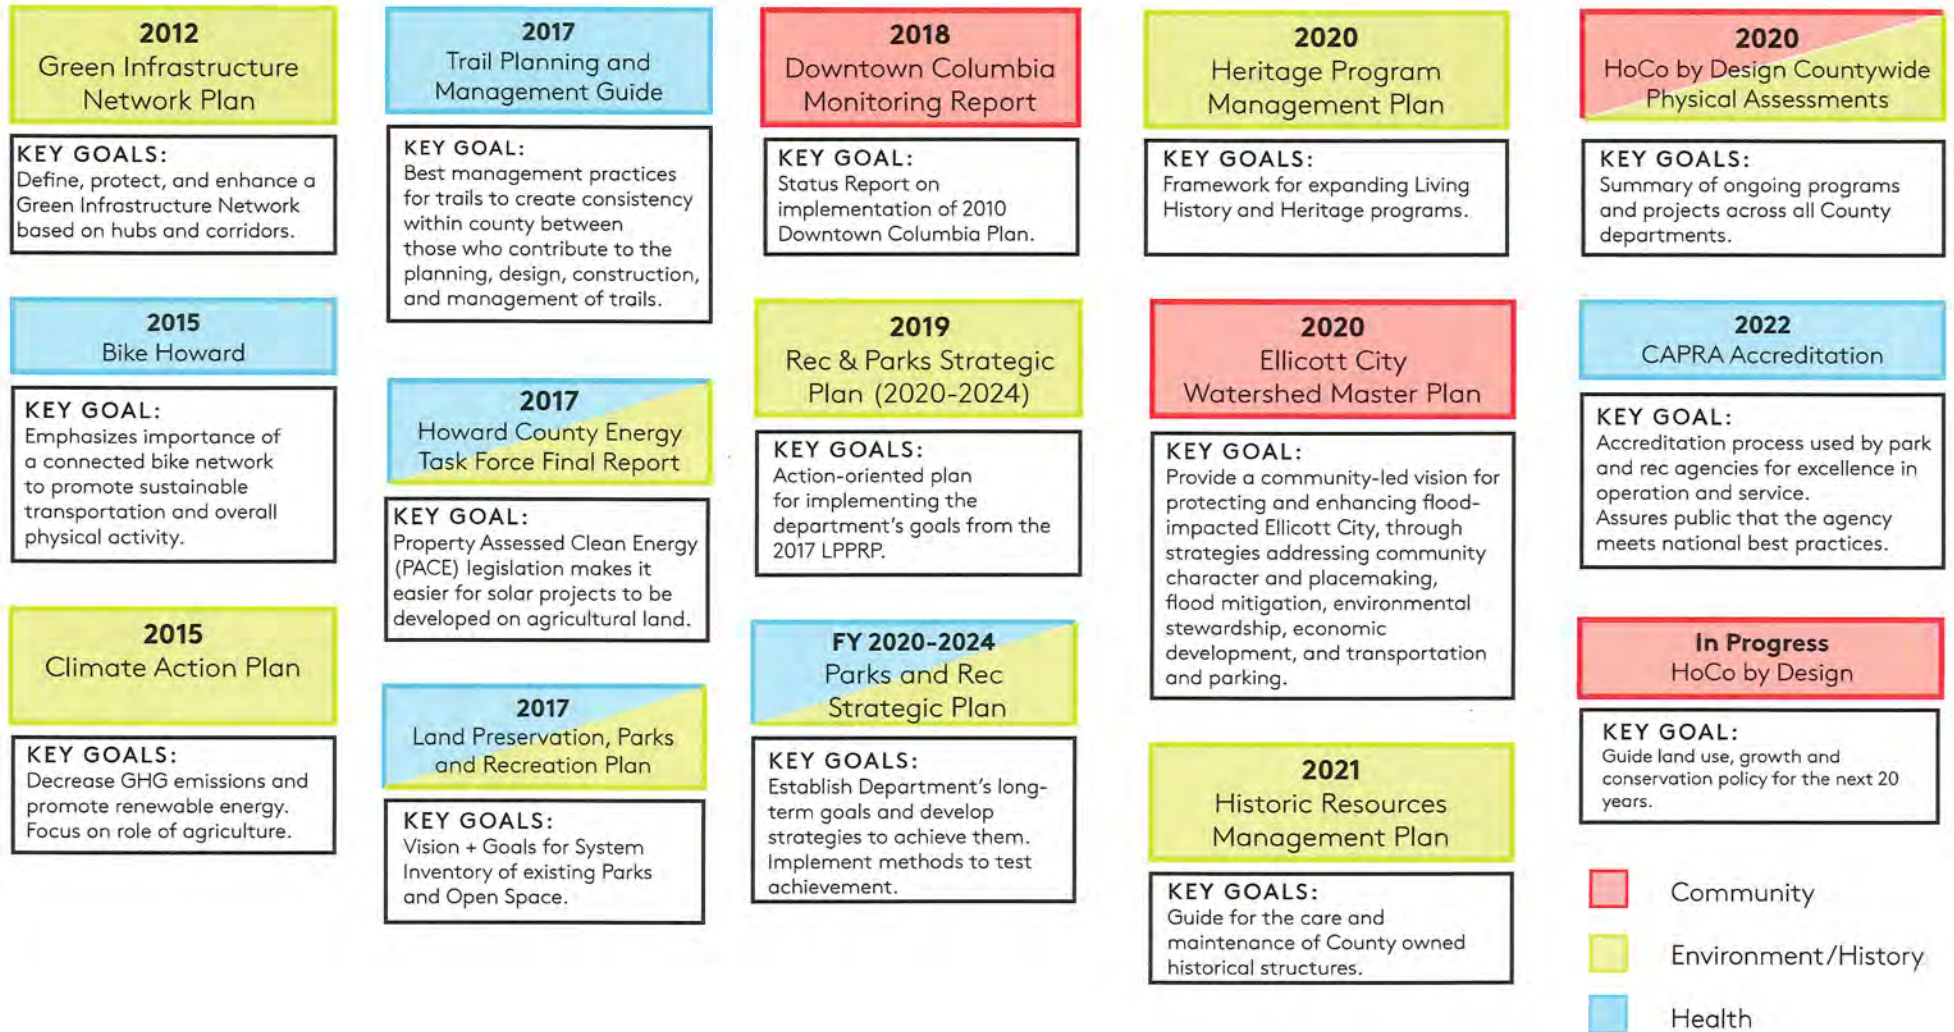 2012
Green Infrastructure
Network Plan
KEY GOALS:
Define, protect, and enhance a
Green Infrastructure Network
based on hubs and corridors.
2015
Bike Howard
KEY GOAL:
Emphasizes importance of
a connected bike network
to promote sustainable
transportation and overall
physical activity.
2015
Climate Action Plan
KEY GOALS:
Decrease GHG emissions and
promote renewable energy.
Focus on role of agriculture.
2017
Trail Planning and
Management Guide
KEY GOAL:
Best management practices
for trails to create consistency
within county between
those who contribute to the
planning, design, construction,
and management of trails.
2017
Howard County Energy
Task Force Final Report
KEY GOAL:
Property Assessed Clean Energy
(PACE) legislation makes it
easier for solar projects to be
developed on agricultural land.
2017
Land Preservation, Parks
and Recreation Plan
KEY GOALS:
Vision + Goals for System
Inventory of existing Parks
and Open Space.
2018
Downtown Columbia
Monitoring Report
KEY GOAL:
Status Report on
implementation of 2010
Downtown Columbia Plan.
2019
Rec & Parks Strategic
Plan (2020-2024)
KEY GOALS:
Action-oriented plan
for implementing the
department's goals from the
2017 LPPRP.
FY 2020-2024
Parks and Rec
Strategic Plan
KEY GOALS:
Establish Department's long-
term goals and develop
strategies to achieve them.
Implement methods to test
achievement.
2020
Heritage Program
Management Plan
KEY GOALS:
Framework for expanding Living
History and Heritage programs.
2020
Ellicott City
Watershed Master Plan
KEY GOAL:
Provide a community-led vision for
protecting and enhancing flood-
impacted Ellicott City, through
strategies addressing community
character and placemaking,
flood mitigation, environmental
stewardship, economic
development, and transportation
and parking.
2021
Historic Resources
Management Plan
KEY GOALS:
Guide for the care and
maintenance of County owned
historical structures.
2020
HoCo by Design Countywide
Physical Assessments
KEY GOALS:
Summary of ongoing programs
and projects across all County
departments.
2022
CAPRA Accreditation
KEY GOAL:
Accreditation process used by park
and rec agencies for excellence in
operation and service.
Assures public that the agency
meets national best practices.
In Progress
HoCo by Design
KEY GOAL:
Guide land use, growth and
conservation policy for the next 20
years.
Community
Environment/History
Health